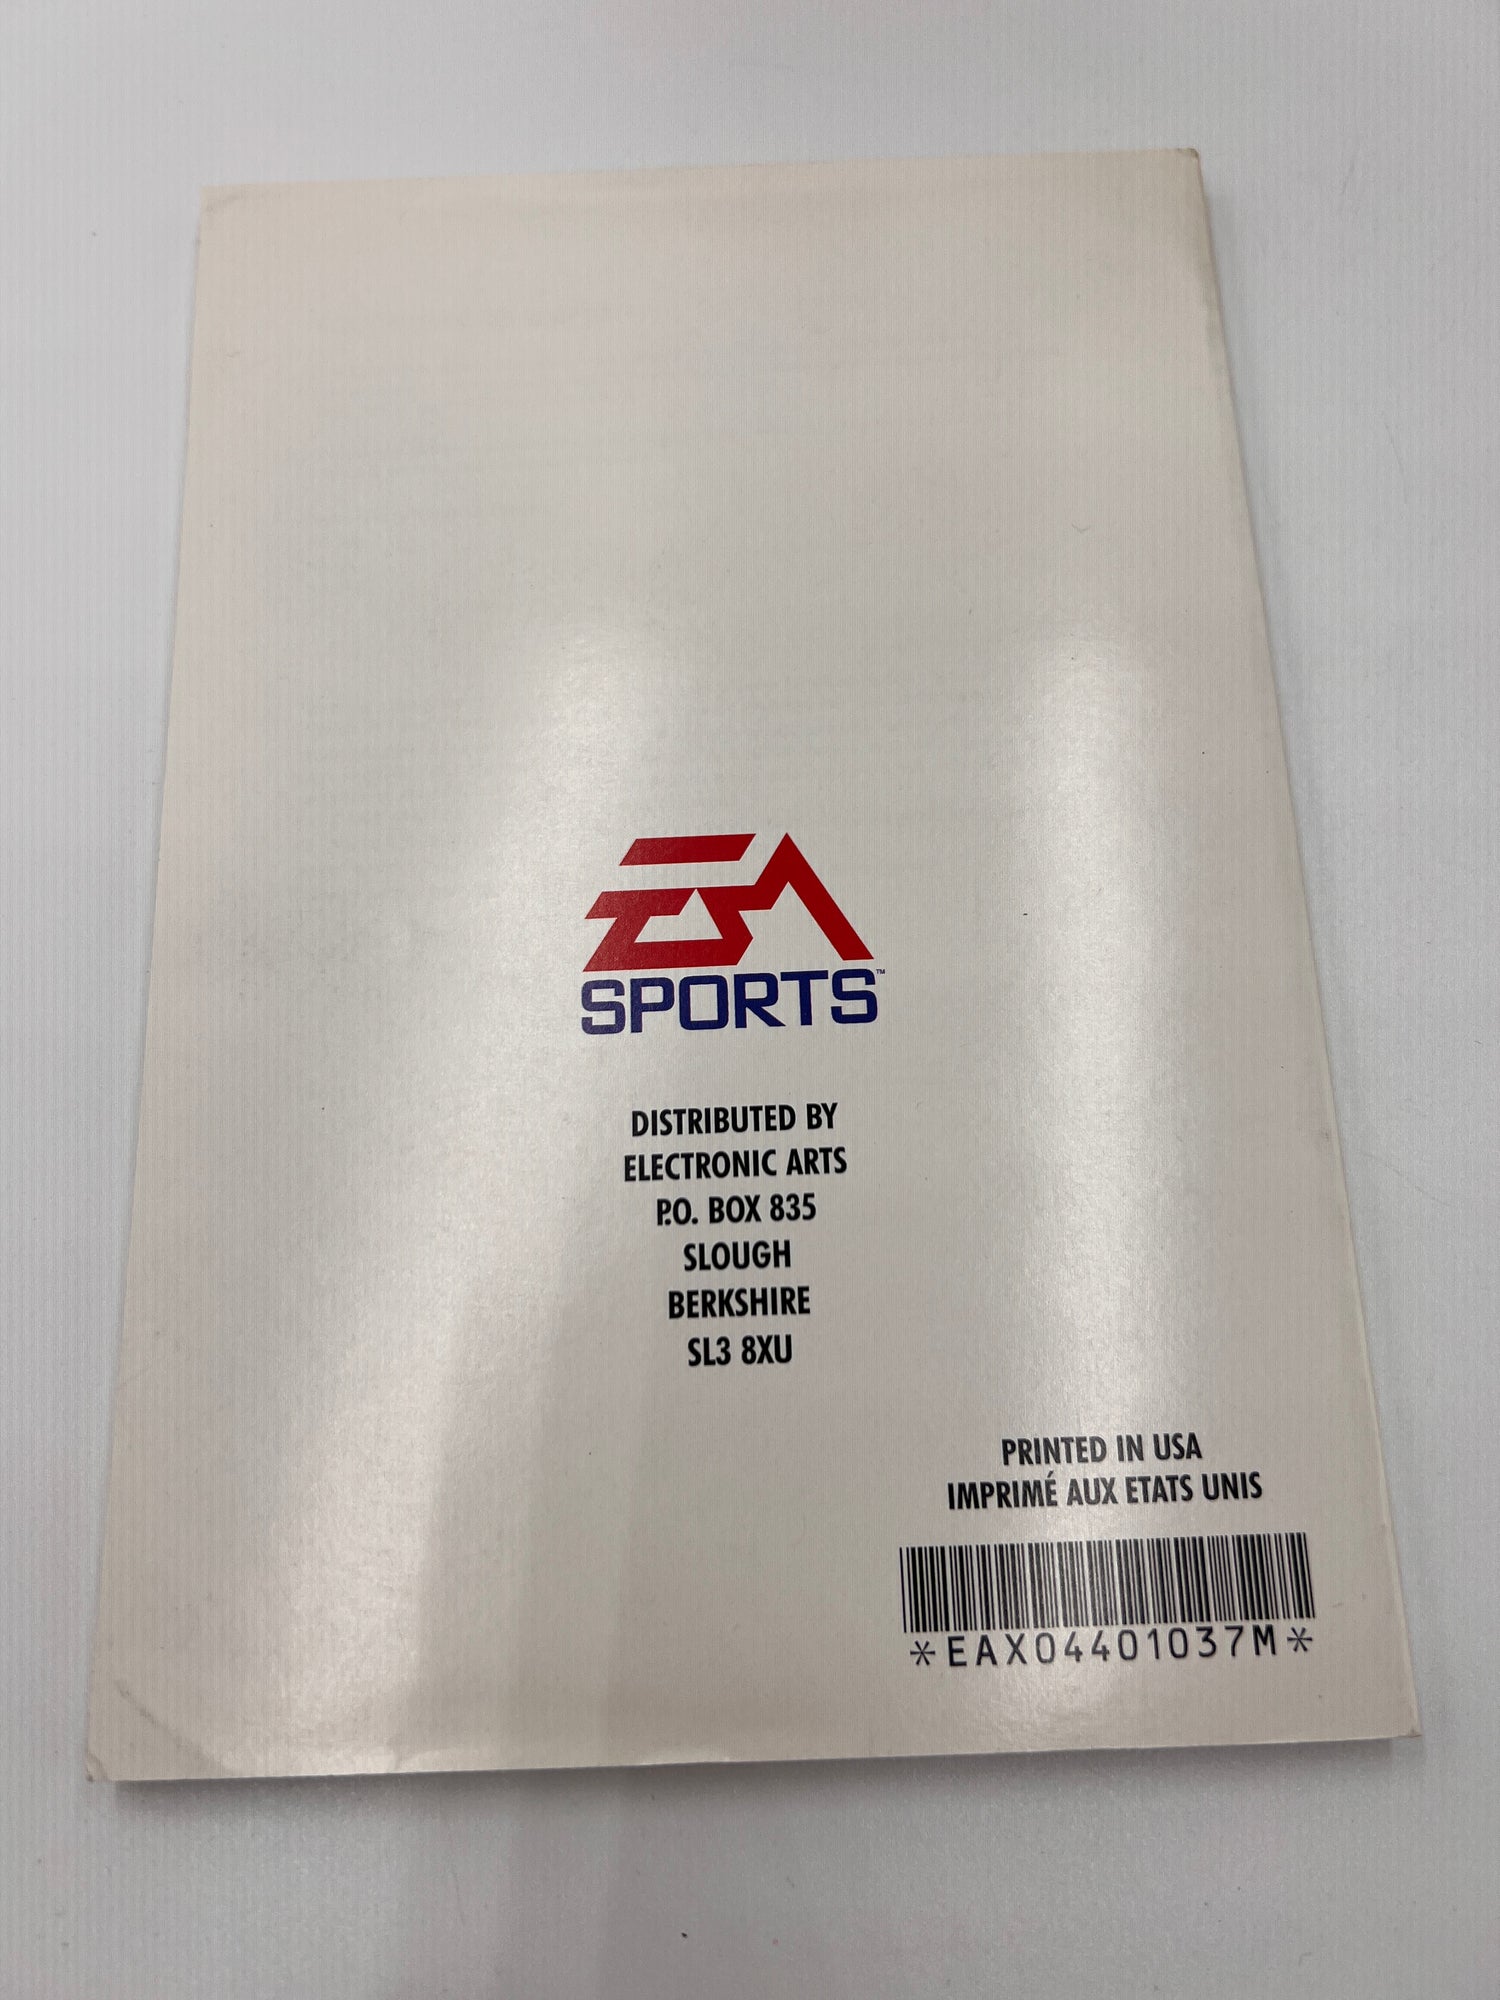 EA
SPORTS™
DISTRIBUTED BY
ELECTRONIC ARTS
P.O. BOX 835
SLOUGH
BERKSHIRE
SL3 8XU
PRINTED IN USA
IMPRIMÉ AUX ETATS UNIS
*EAX04401037M*